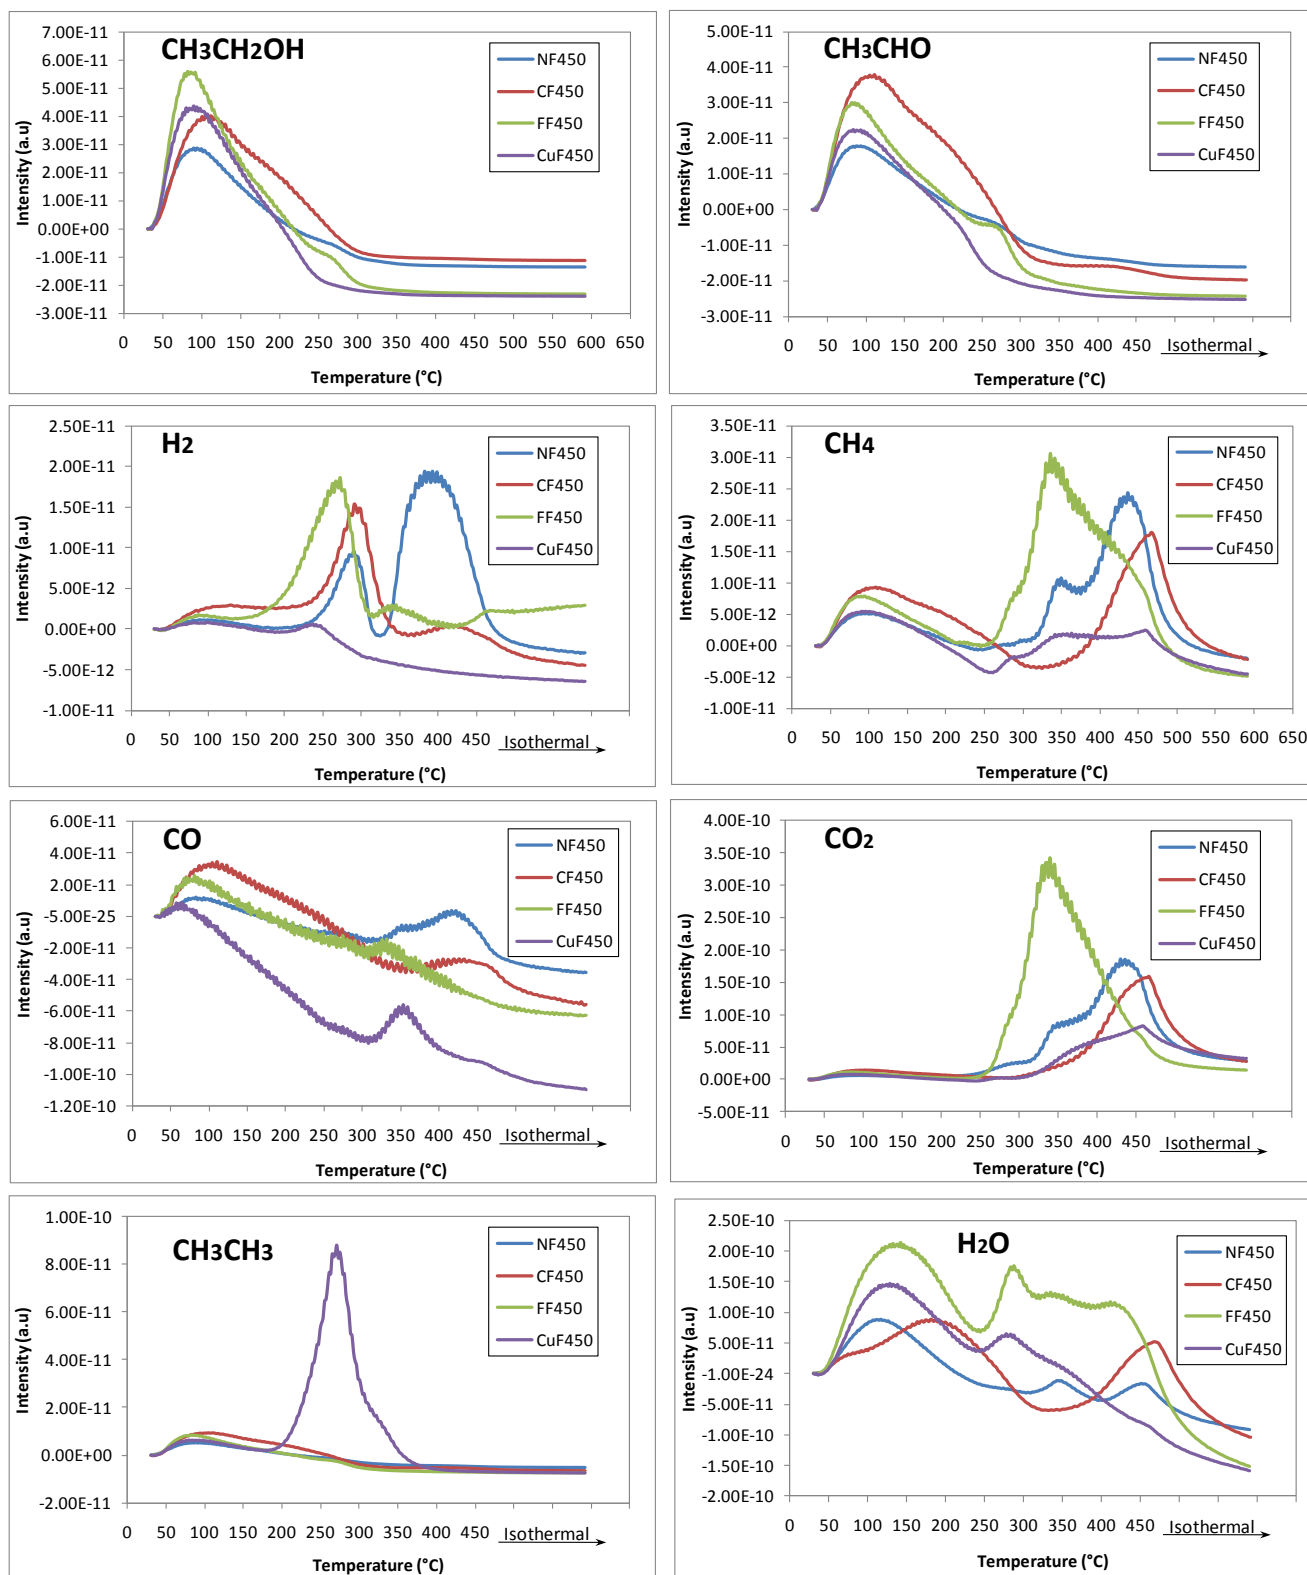 CH3CH2OH
7.00E-11
6.00E-11
5.00E-11
4.00E-11
3.00E-11
2.00E-11
1.00E-11
0.00E+00
-1.00E-11
-2.00E-11
-3.00E-11
Intensity (a.u)
NF450
CF450
FF450
CuF450
0 50 100 150 200 250 300 350 400 450 500 550 600 650
Temperature (°C)
CH3CHO
5.00E-11
4.00E-11
3.00E-11
2.00E-11
1.00E-11
0.00E+00
-1.00E-11
-2.00E-11
-3.00E-11
Intensity (a.u)
NF450
CF450
FF450
CuF450
0 50 100 150 200 250 300 350 400 450 Isothermal
Temperature (°C)
H2
2.50E-11
2.00E-11
1.50E-11
1.00E-11
5.00E-12
0.00E+00
-5.00E-12
-1.00E-11
Intensity (a.u)
NF450
CF450
FF450
CuF450
0 50 100 150 200 250 300 350 400 450 Isothermal
Temperature (°C)
CH4
3.50E-11
3.00E-11
2.50E-11
2.00E-11
1.50E-11
1.00E-11
5.00E-12
0.00E+00
-5.00E-12
-1.00E-11
Intensity (a.u)
NF450
CF450
FF450
CuF450
0 50 100 150 200 250 300 350 400 450 500 550 600 650
Temperature (°C)
CO
6.00E-11
4.00E-11
2.00E-11
-5.00E-25
-2.00E-11
-4.00E-11
-6.00E-11
-8.00E-11
-1.00E-10
-1.20E-10
Intensity (a.u)
NF450
CF450
FF450
CuF450
0 50 100 150 200 250 300 350 400 450 Isothermal
Temperature (°C)
CO2
4.00E-10
3.50E-10
3.00E-10
2.50E-10
2.00E-10
1.50E-10
1.00E-10
5.00E-11
0.00E+00
-5.00E-11
Intensity (a.u)
NF450
CF450
FF450
CuF450
0 50 100 150 200 250 300 350 400 450 Isothermal
Temperature (°C)
CH3CH3
1.00E-10
8.00E-11
6.00E-11
4.00E-11
2.00E-11
0.00E+00
-2.00E-11
Intensity (a.u)
NF450
CF450
FF450
CuF450
0 50 100 150 200 250 300 350 400 450 Isothermal
Temperature (°C)
H2O
2.50E-10
2.00E-10
1.50E-10
1.00E-10
5.00E-11
-1.00E-24
-5.00E-11
-1.00E-10
-1.50E-10
-2.00E-10
Intensity (a.u)
NF450
CF450
FF450
CuF450
0 50 100 150 200 250 300 350 400 450 Isothermal
Temperature (°C)